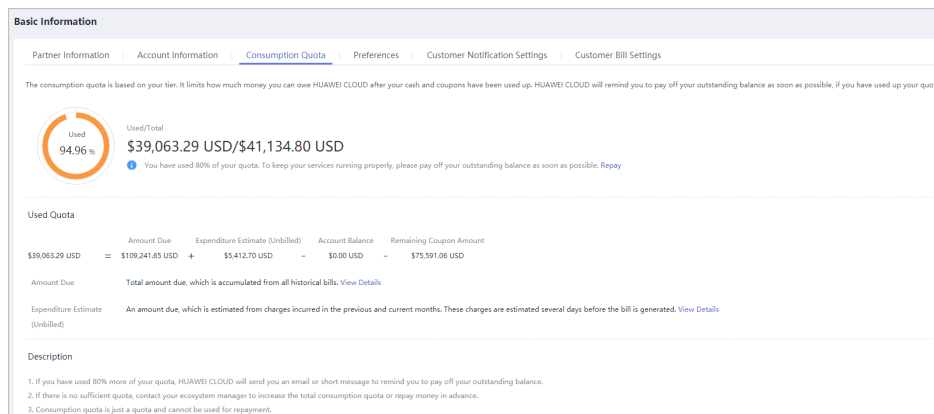 Basic Information
Partner Information Account Information Consumption Quota Preferences Customer Notification Settings Customer Bill Settings
The consumption quota is based on your tier. It limits how much money you can owe HUAWEI CLOUD after your cash and coupons have been used up. HUAWEI CLOUD will remind you to pay off your outstanding balance as soon as possible, if you have used up your quo
Used
94.96 %
Used/Total
$39,063.29 USD/$41,134.80 USD
You have used 80% of your quota. To keep your services running properly, please pay off your outstanding balance as soon as possible. Repay
Used Quota
Amount Due Expenditure Estimate (Unbilled) Account Balance Remaining Coupon Amount
$39,063.29 USD = $109,241.65 USD + $5,412.70 USD - $0.00 USD - $75,591.06 USD
Amount Due Total amount due, which is accumulated from all historical bills. View Details
Expenditure Estimate (Unbilled) An amount due, which is estimated from charges incurred in the previous and current months. These charges are estimated several days before the bill is generated. View Details
Description
1. If you have used 80% more of your quota, HUAWEI CLOUD will send you an email or short message to remind you to pay off your outstanding balance.
2. If there is no sufficient quota, contact your ecosystem manager to increase the total consumption quota or repay money in advance.
3. Consumption quota is just a quota and cannot be used for repayment.